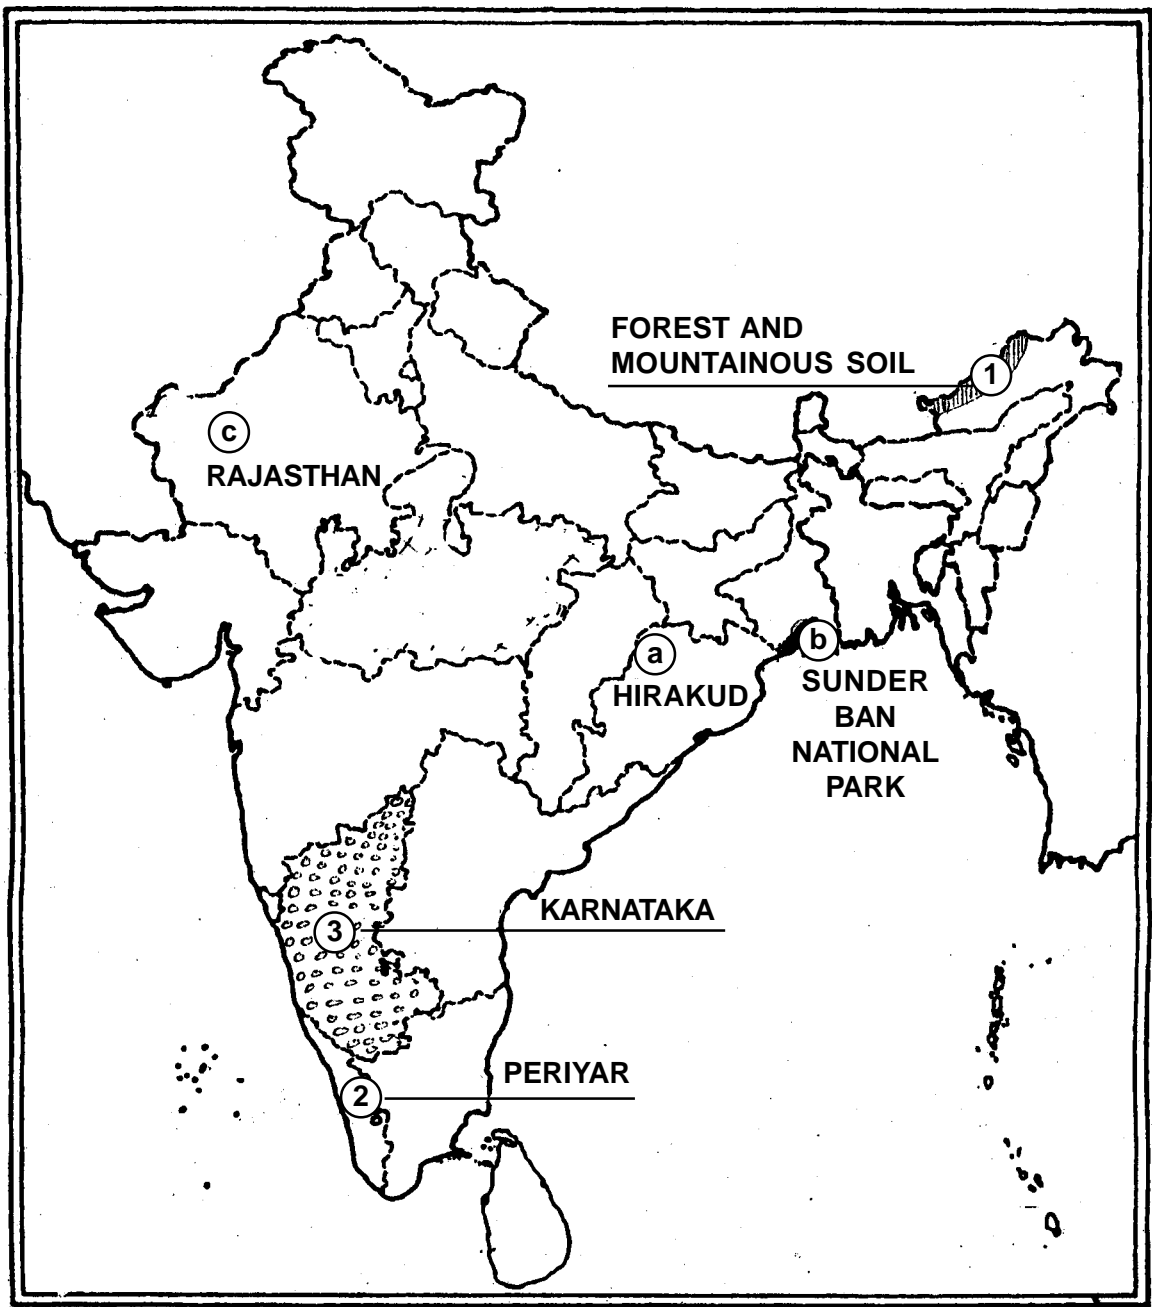 FOREST AND
MOUNTAINOUS SOIL
1
c
RAJASTHAN
a
HIRAKUD
b
SUNDER
BAN
NATIONAL
PARK
KARNATAKA
3
PERIYAR
2